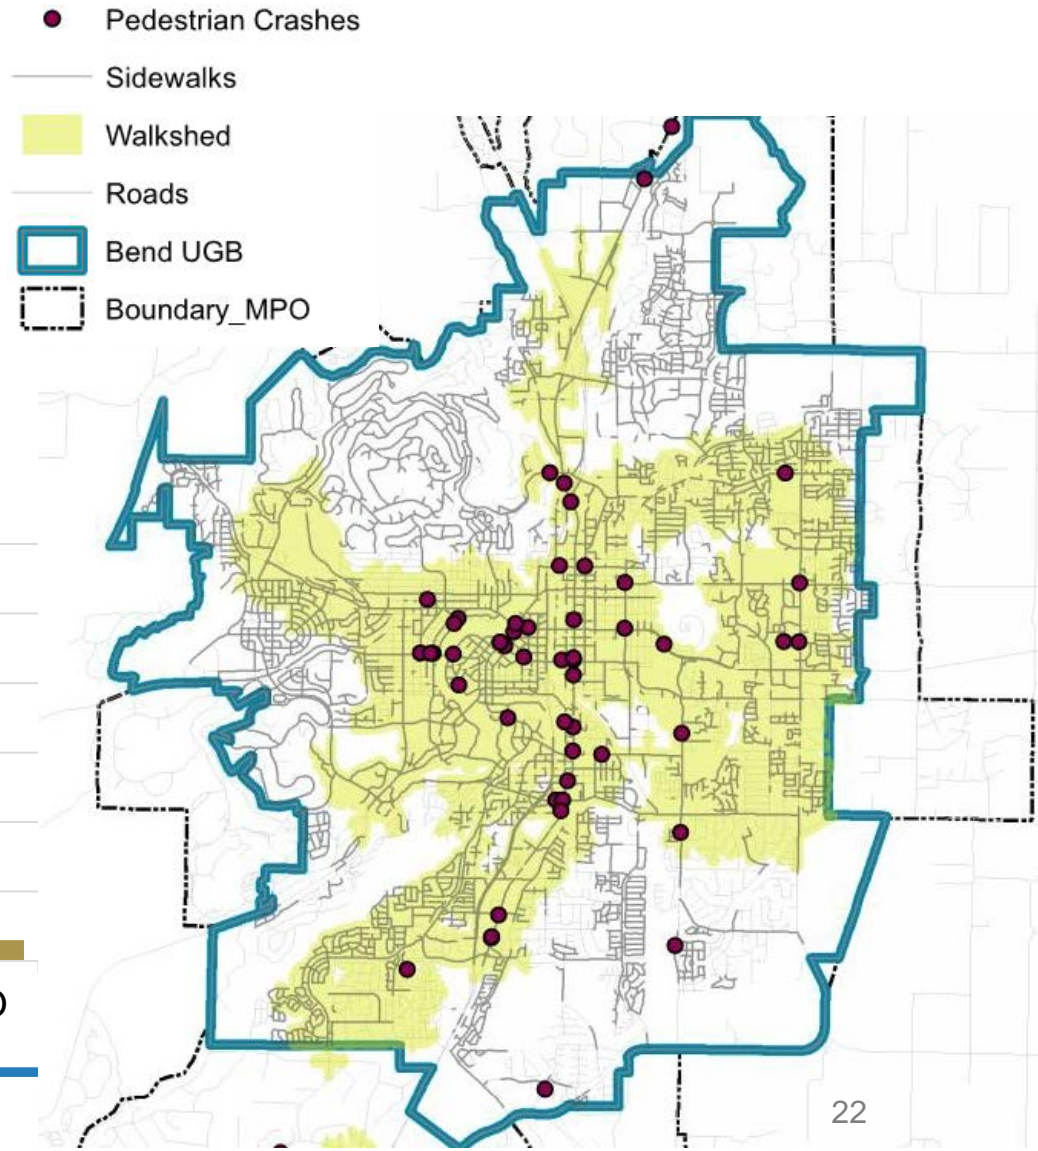 Pedestrian Crashes
Sidewalks
Walkshed
Roads
Bend UGB
Boundary_MPO
22